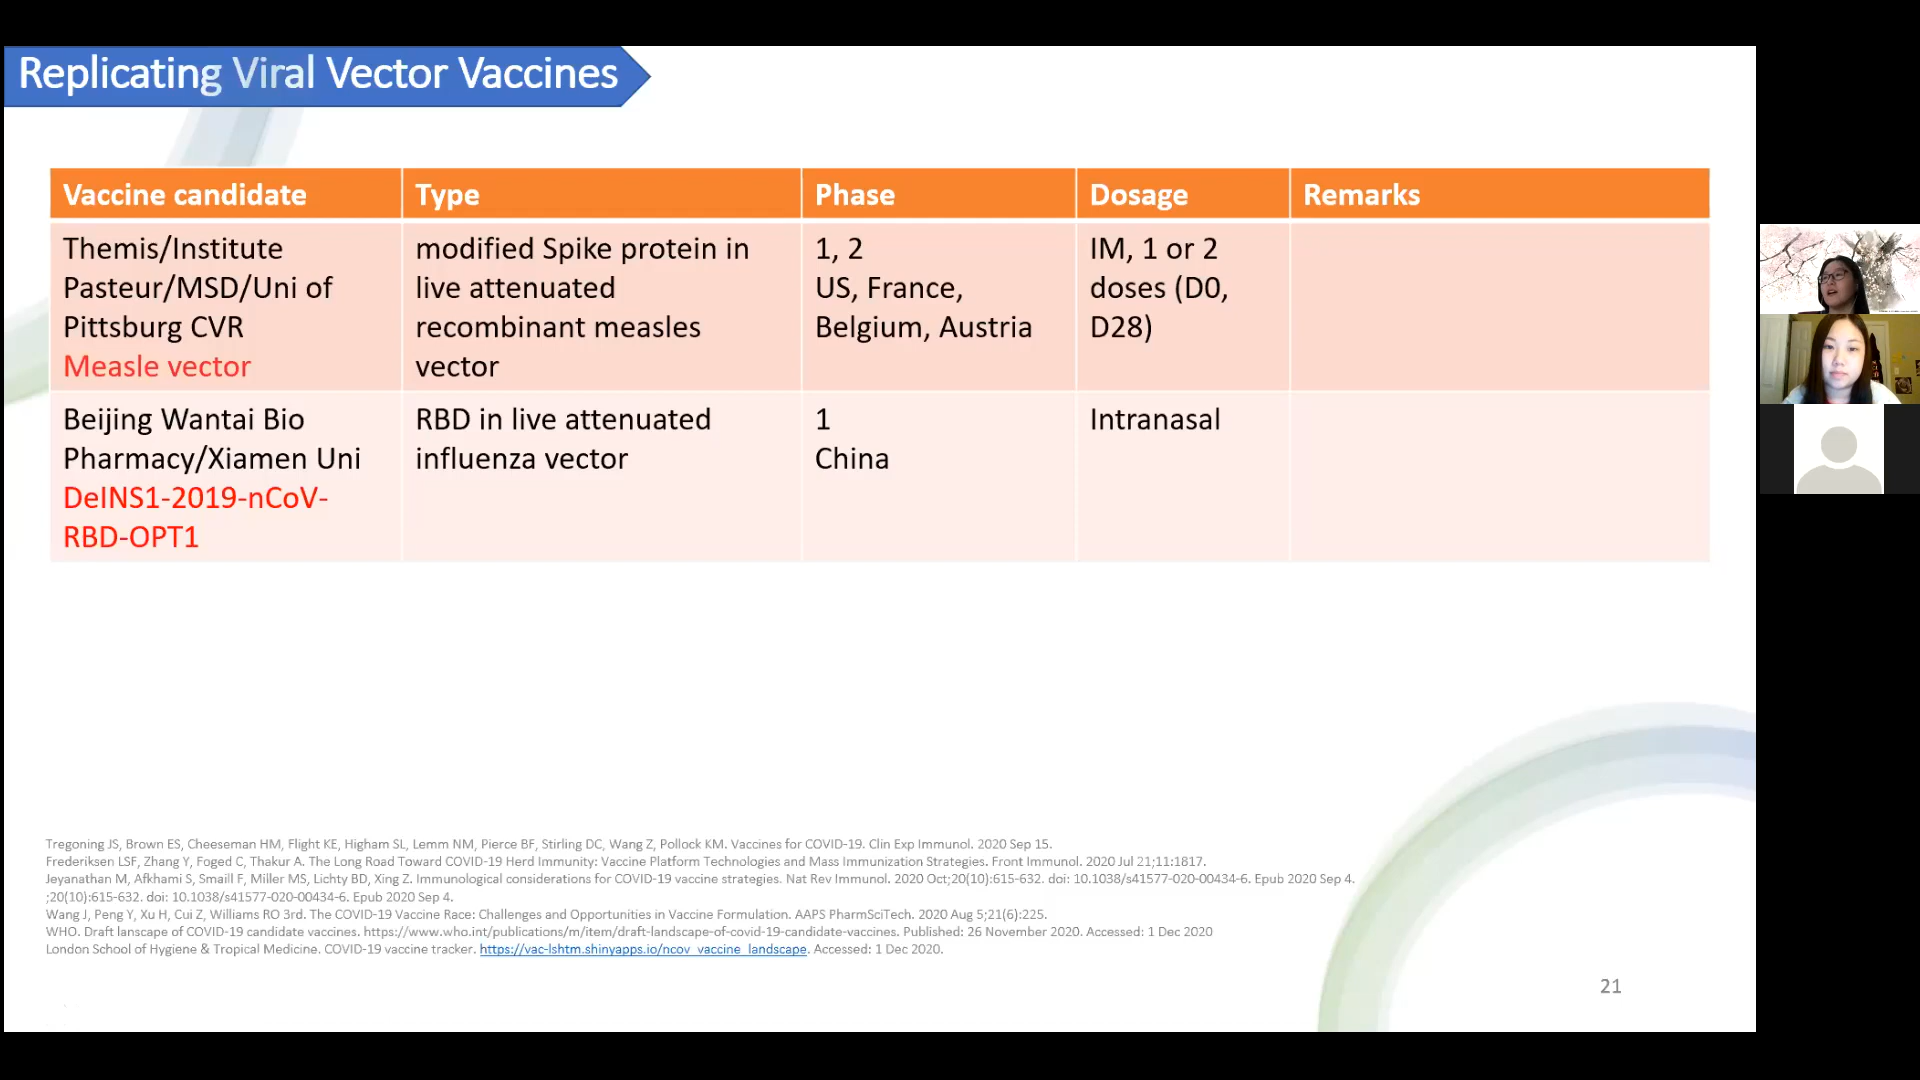 Replicating Viral Vector Vaccines
Vaccine candidate
Type
Phase
Dosage
Remarks
Themis/Institute
Pasteur/MSD/Uni of
Pittsburg CVR
Measle vector
modified Spike protein in
live attenuated
recombinant measles
vector
1, 2
US, France,
Belgium, Austria
IM, 1 or 2
doses (D0,
D28)
Beijing Wantai Bio
Pharmacy/Xiamen Uni
DelNS1-2019-nCoV-
RBD-OPT1
RBD in live attenuated
influenza vector
1
China
Intranasal
Tregoning JS, Brown ES, Cheeseman HM, Flight KE, Higham SL, Lemm NM, Pierce BF, Stirling DC, Wang Z, Pollock KM. Vaccines for COVID-19. Clin Exp Immunol. 2020 Sep 15.
Frederiksen LSF, Zhang Y, Foged C, Thakur A. The Long Road Toward COVID-19 Herd Immunity: Vaccine Platform Technologies and Mass Immunization Strategies. Front Immunol. 2020 Jul 21;11:1817.
Jeyanathan M, Afkhami S, Smaill F, Miller MS, Lichty BD, Xing Z. Immunological considerations for COVID-19 vaccine strategies. Nat Rev Immunol. 2020 Oct;20(10):615-632. doi: 10.1038/s41577-020-00434-6. Epub 2020 Sep 4.
;20(10):615-632. doi: 10.1038/s41577-020-00434-6. Epub 2020 Sep 4.
Wang J, Peng Y, Xu H, Cui Z, Williams RO 3rd. The COVID-19 Vaccine Race: Challenges and Opportunities in Vaccine Formulation. AAPS PharmSciTech. 2020 Aug 5;21(6):225.
WHO. Draft lanscape of COVID-19 candidate vaccines. https://www.who.int/publications/m/item/draft-landscape-of-covid-19-candidate-vaccines. Published: 26 November 2020. Accessed: 1 Dec 2020
London School of Hygiene & Tropical Medicine. COVID-19 vaccine tracker. https://vac-lshtm.shinyapps.io/ncov_vaccine_landscape. Accessed: 1 Dec 2020.
21